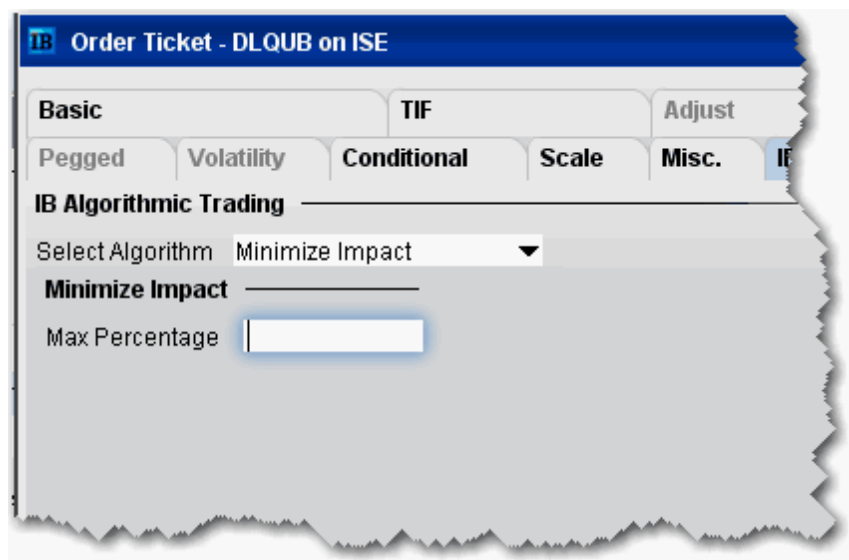 IB Order Ticket - DLQUB on ISE
Basic TIF Adjust
Pegged Volatility Conditional Scale Misc.
IB Algorithmic Trading
Select Algorithm Minimize Impact
Minimize Impact
Max Percentage